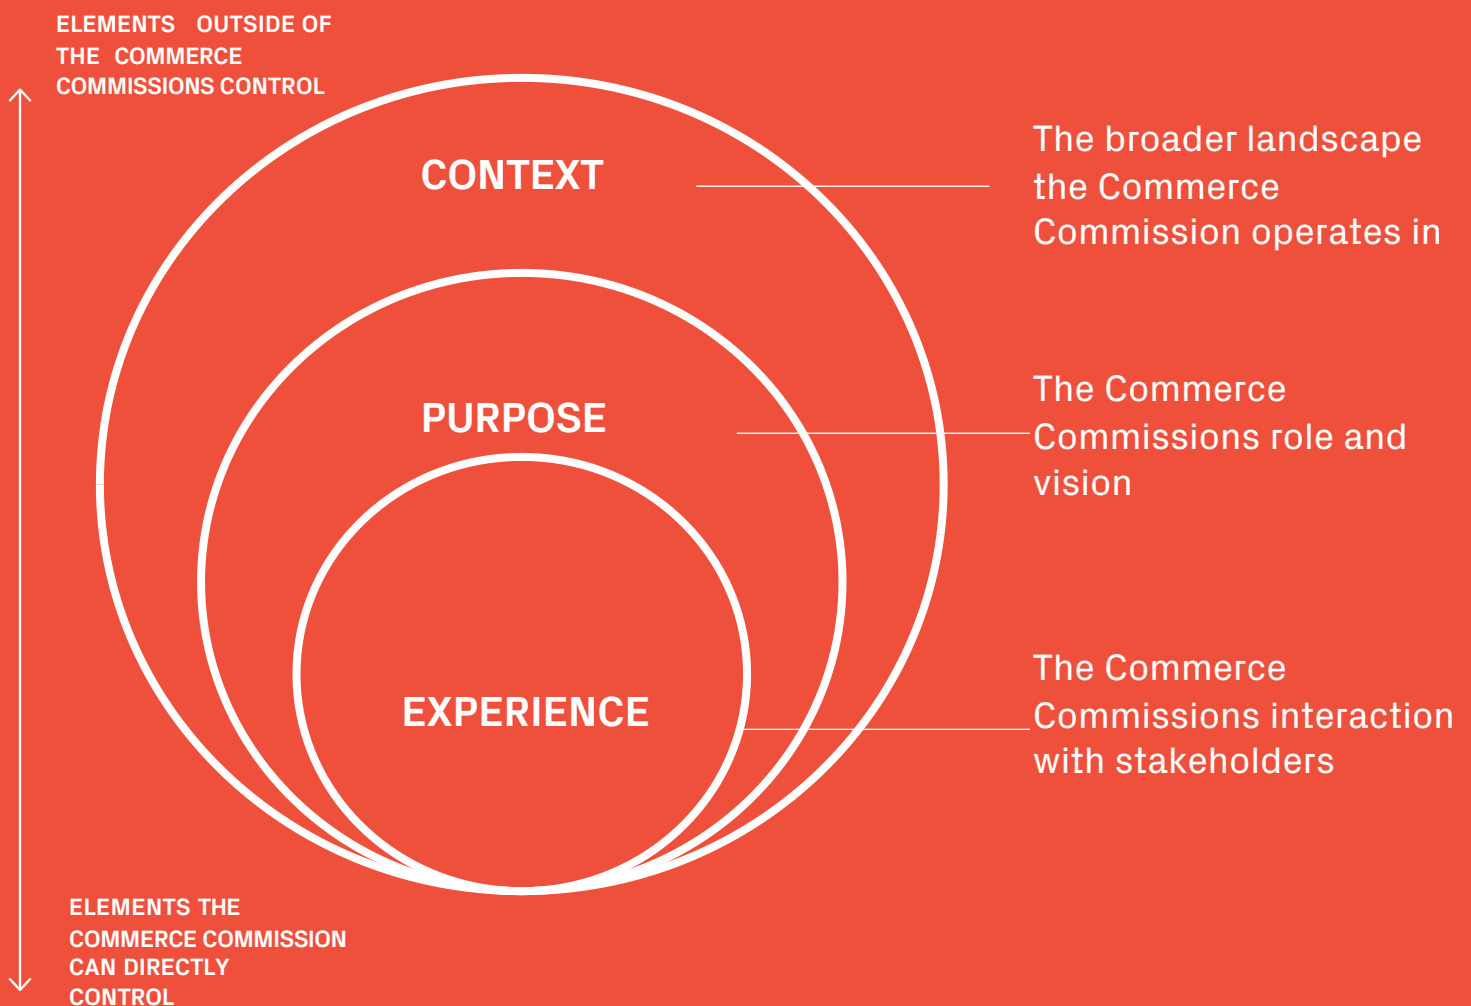 ELEMENTS OUTSIDE OF
THE COMMERCE
COMMISSIONS CONTROL
CONTEXT
The broader landscape
the Commerce
Commission operates in
PURPOSE
The Commerce
Commissions role and
vision
EXPERIENCE
The Commerce
Commissions interaction
with stakeholders
ELEMENTS THE
COMMERCE COMMISSION
CAN DIRECTLY
CONTROL